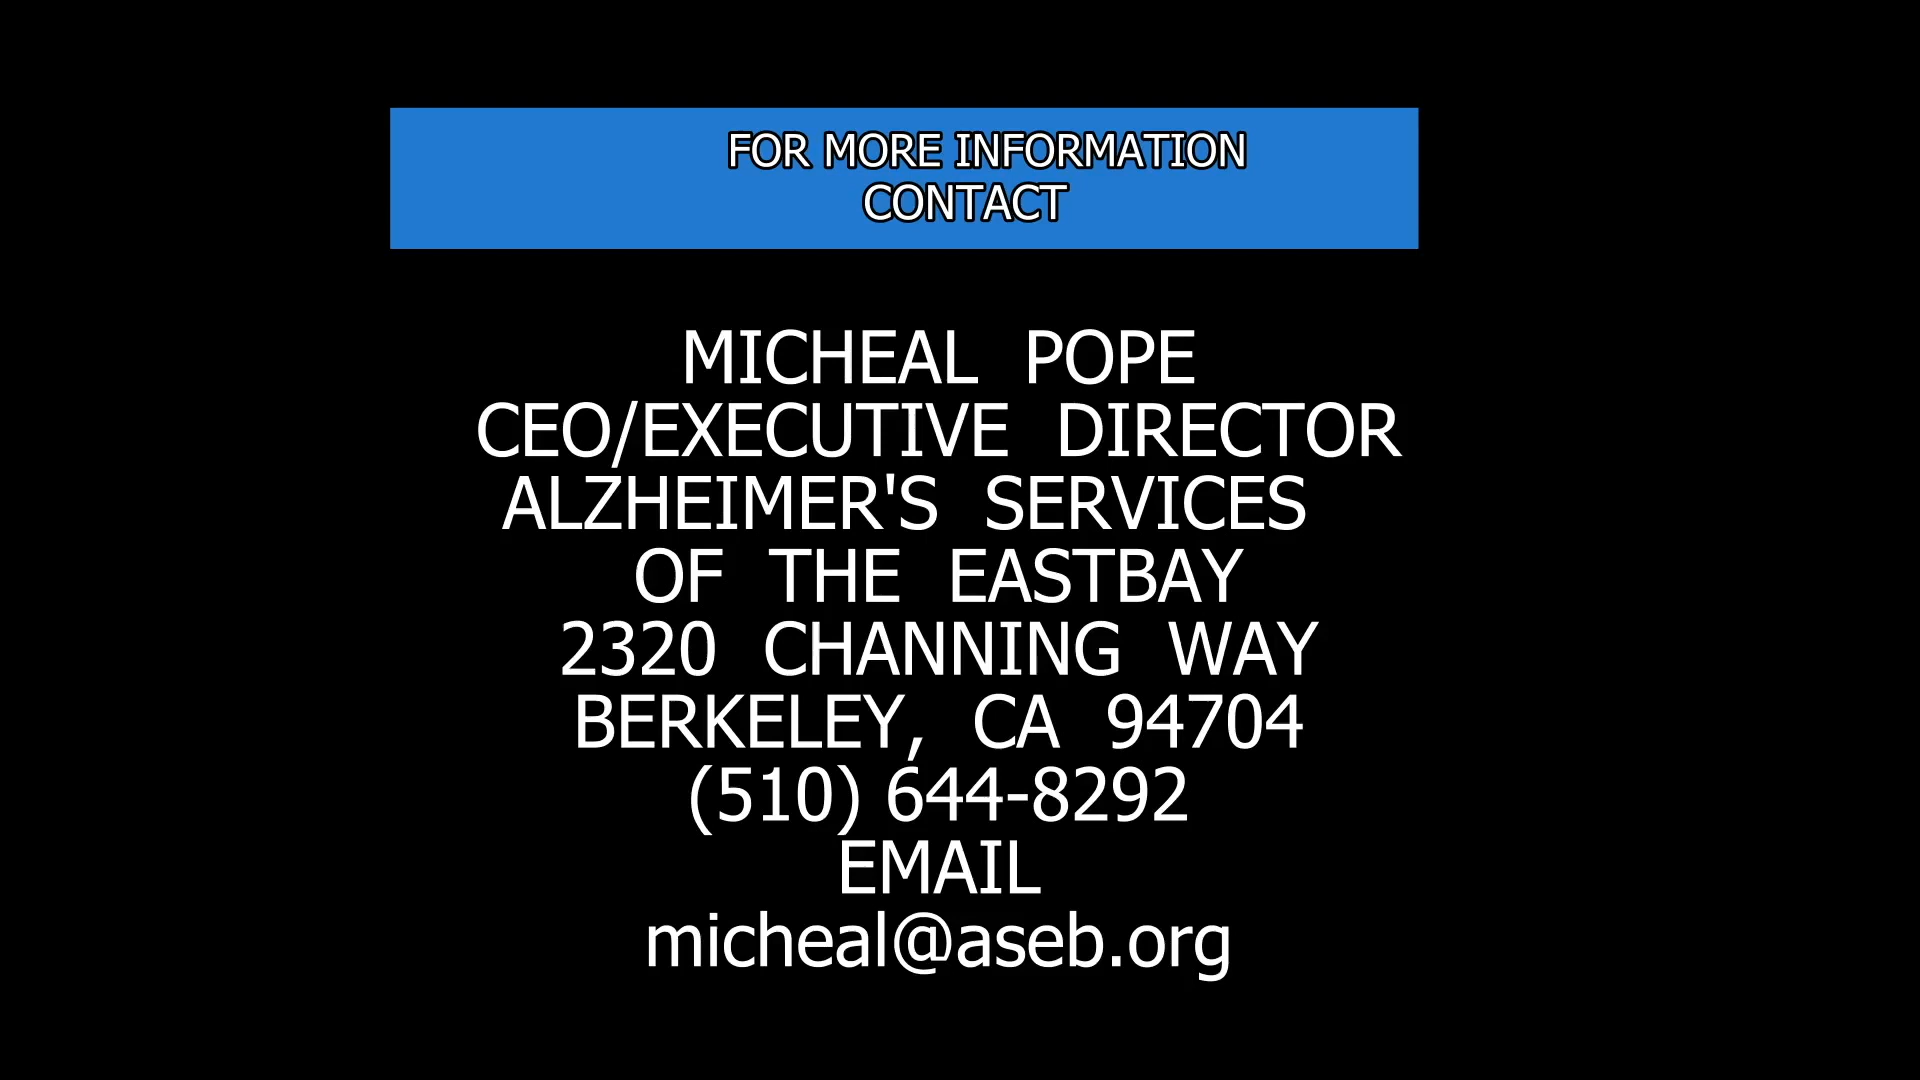 FOR MORE INFORMATION
CONTACT
MICHEAL POPE
CEO/EXECUTIVE DIRECTOR
ALZHEIMER'S SERVICES
OF THE EASTBAY
2320 CHANNING WAY
BERKELEY, CA 94704
(510) 644-8292
EMAIL
micheal@aseb.org